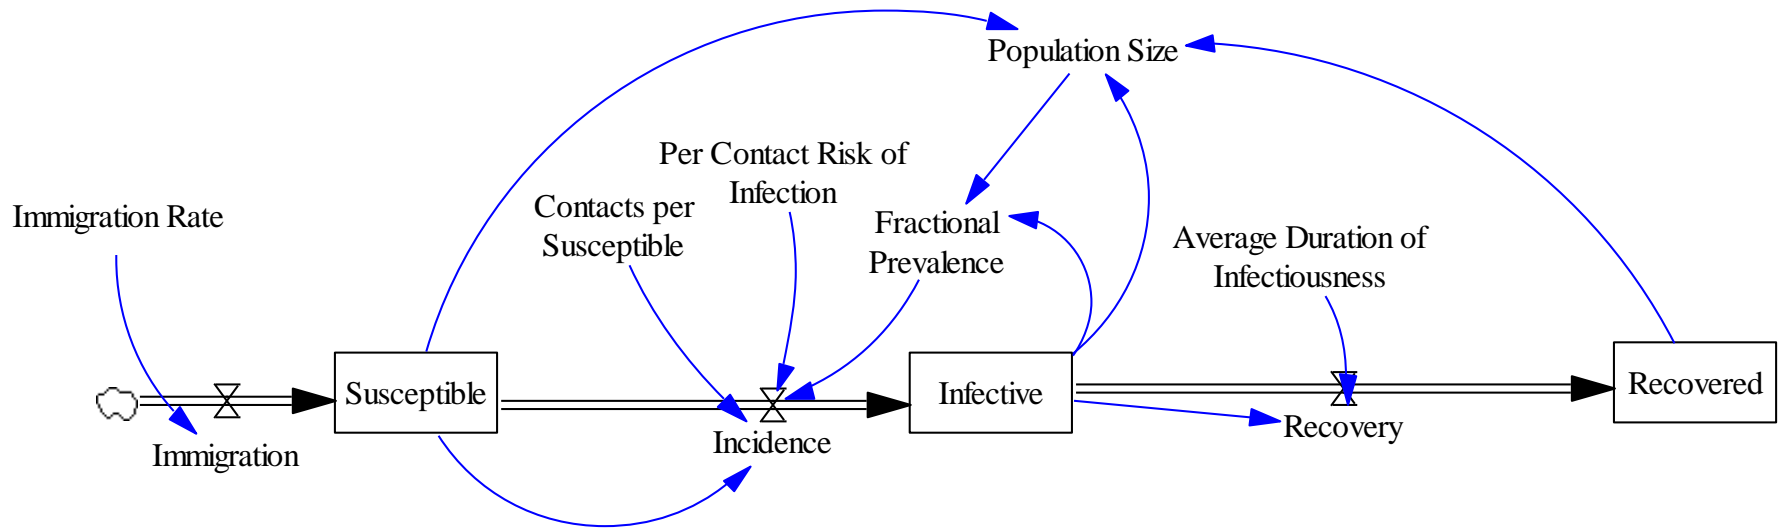 Population Size
Per Contact Risk of
Infection
Contacts per
Susceptible
Immigration Rate
Fractional
Prevalence
Average Duration of
Infectiousness
Susceptible
Infective
Recovered
Immigration
Incidence
Recovery